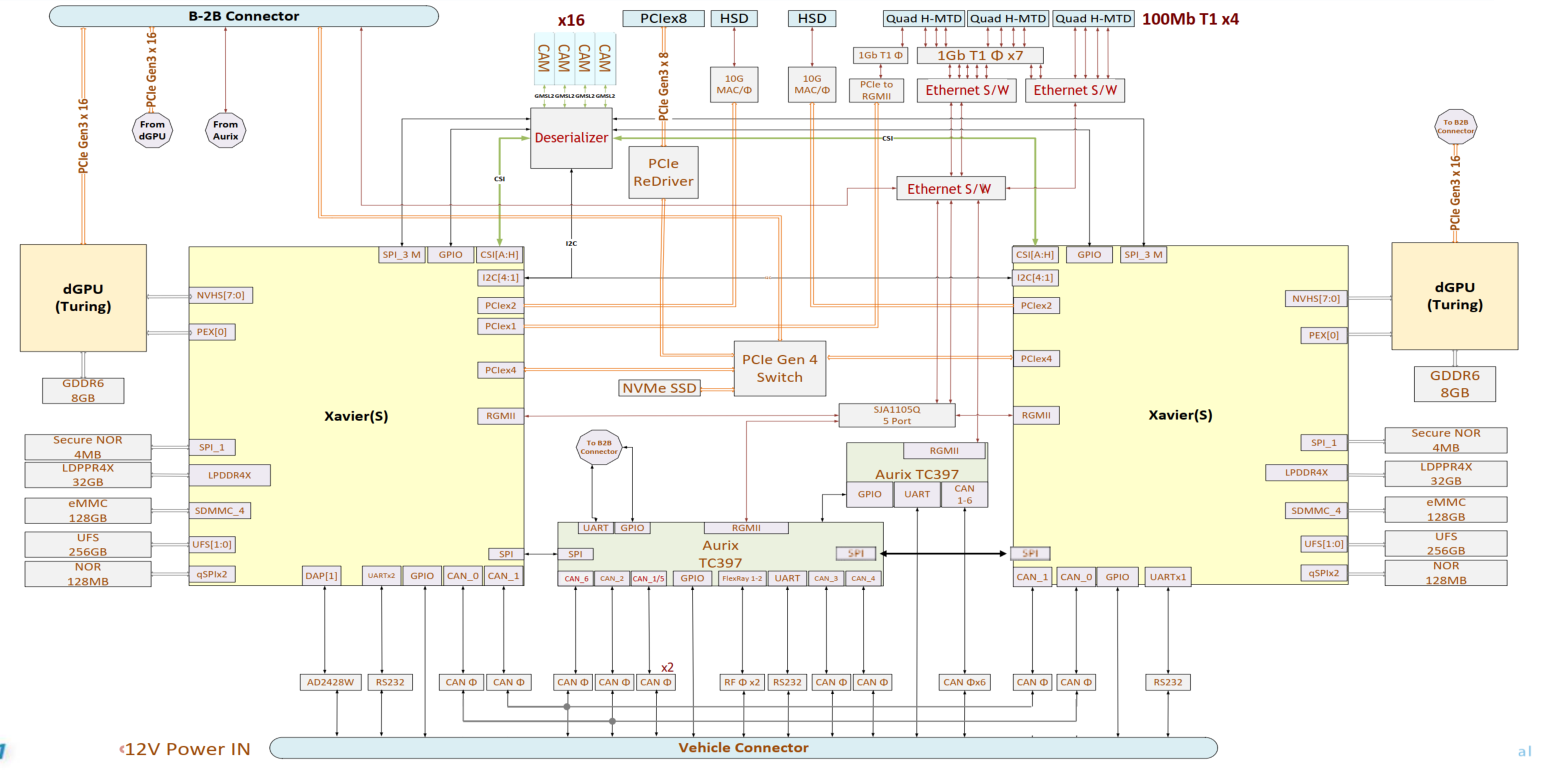 B-2B Connector
x16
PCIex8
HSD
HSD
Quad H-MTD
Quad H-MTD
Quad H-MTD
100Mb T1 x4
CAM
CAM
CAM
CAM
GMSL2
GMSL2
GMSL2
GMSL2
PCIe Gen3 x 16
PCIe Gen3 x 16
PCIe Gen3 x 8
From
dGPU
From
Aurix
10G
MAC/Φ
10G
MAC/Φ
1Gb T1 Φ
PCIe to
RGMII
1Gb T1 Φ x7
Ethernet S/W
Ethernet S/W
Deserializer
CSI
CSI
PCIe
ReDriver
Ethernet S/W
I2C
To B2B
Connector
PCIe Gen3 x 16
dGPU
(Turing)
GDDR6
8GB
SPI_3 M
GPIO
CSI[A:H]
I2C[4:1]
PCIex2
PCIex1
PCIex4
RGMII
NVHS[7:0]
PEX[0]
Xavier(S)
SPI_1
LPDDR4X
SDMMC_4
UFS[1:0]
qSPIx2
Secure NOR
4MB
LDPPR4X
32GB
eMMC
128GB
UFS
256GB
NOR
128MB
DAP[1]
UARTx2
GPIO
CAN_0
CAN_1
SPI
PCIe Gen 4
Switch
NVMe SSD
SJA1105Q
5 Port
To B2B
Connector
RGMII
Aurix TC397
GPIO
UART
CAN
1-6
UART
GPIO
RGMII
Aurix
TC397
SPI
SPI
CAN_6
CAN_2
CAN_1/5
GPIO
FlexRay 1-2
UART
CAN_3
CAN_4
CSI[A:H]
GPIO
SPI_3 M
I2C[4:1]
PCIex2
PCIex4
RGMII
NVHS[7:0]
PEX[0]
Xavier(S)
SPI_1
LPDDR4X
SDMMC_4
UFS[1:0]
qSPIx2
SPI
CAN_1
CAN_0
GPIO
UARTx1
dGPU
(Turing)
GDDR6
8GB
Secure NOR
4MB
LDPPR4X
32GB
eMMC
128GB
UFS
256GB
NOR
128MB
x2
AD2428W
RS232
CAN Φ
CAN Φ
CAN Φ
CAN Φ
CAN Φ
RF Φ x2
RS232
CAN Φ
CAN Φ
CAN Φx6
CAN Φ
CAN Φ
RS232
12V Power IN
Vehicle Connector
al